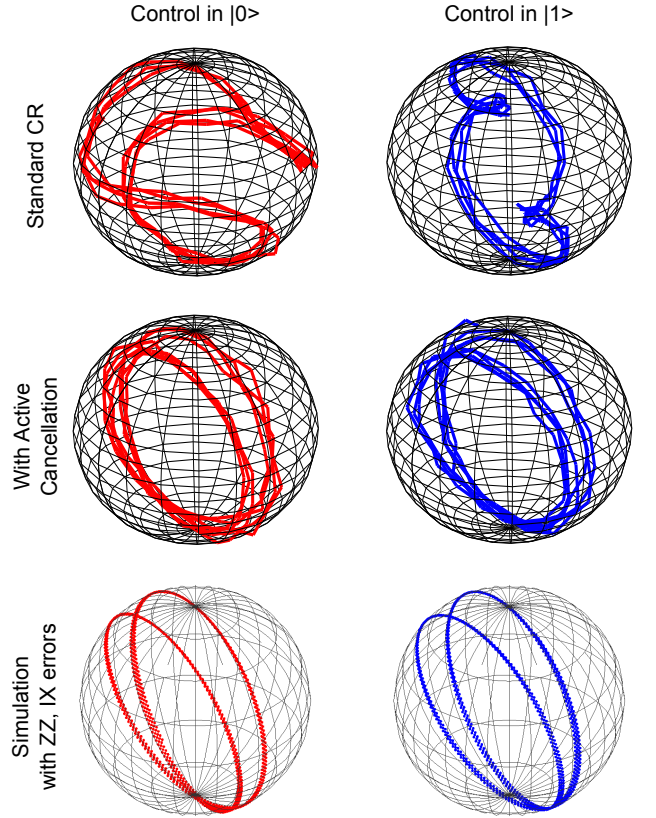 Control in |0>
Control in |1>
Standard CR
With Active
Cancellation
Simulation
with ZZ, IX errors